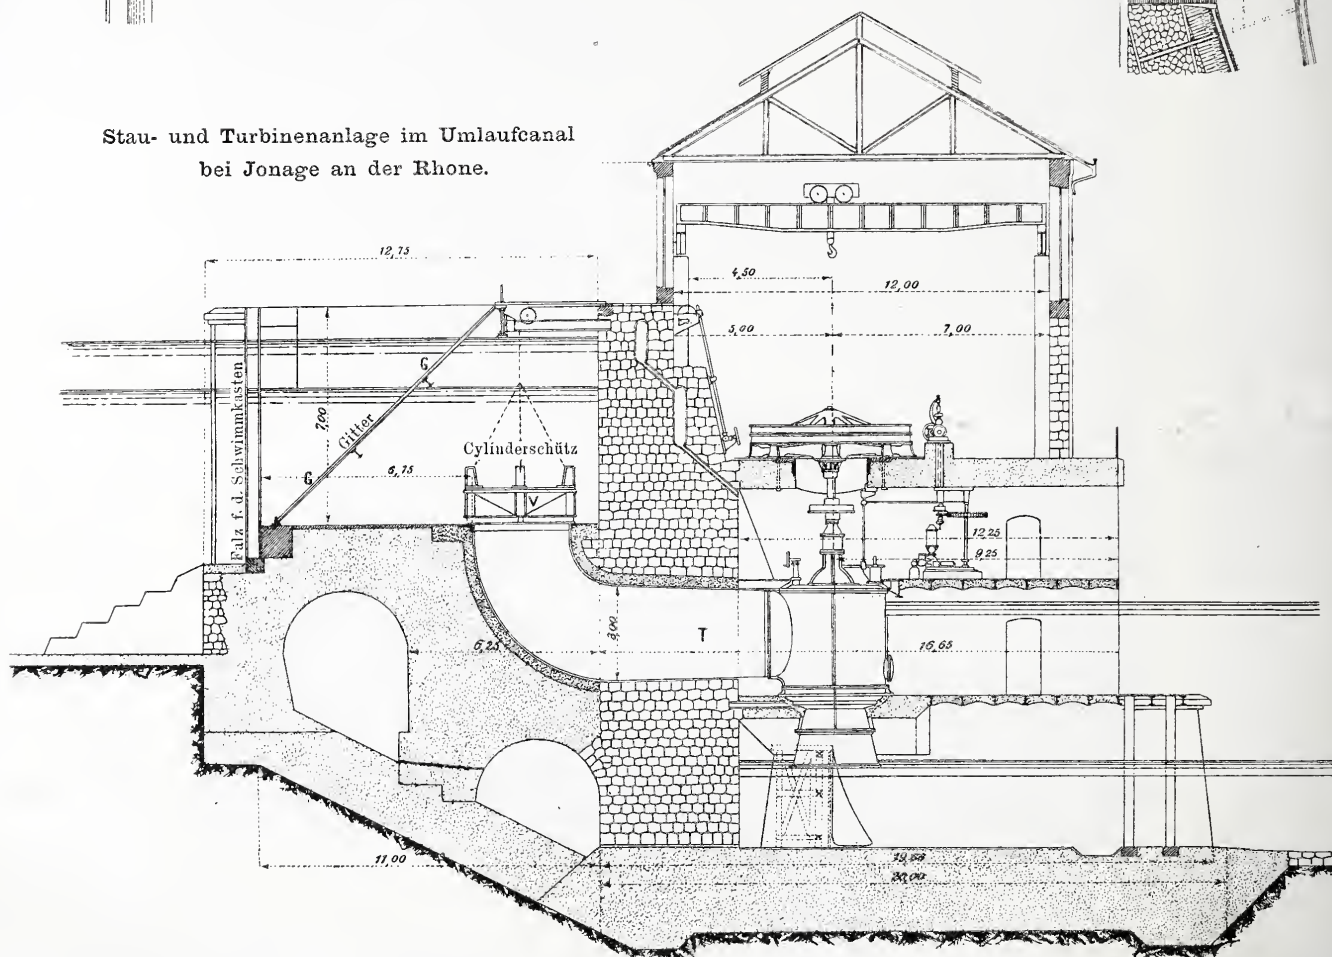 Stau- und Turbinenanlage im Umlaufcanal
bei Jonage an der Rhone.
12,75
4,50
12,00
5,00
7,00
G
7,00
Gitter
Falz f. d. Schwimmkasten
Cylinderschütz
G
6,75
V
12,25
9,25
3,00
T
6,25
16,65
11,00
20,00